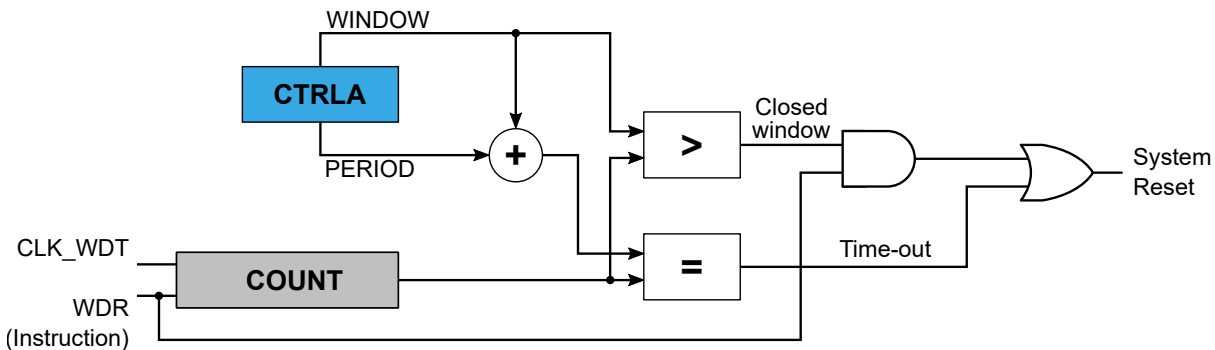 WINDOW
CTRLA
PERIOD
+
>
Closed
window
System
Reset
CLK_WDT
COUNT
=
Time-out
WDR
(Instruction)